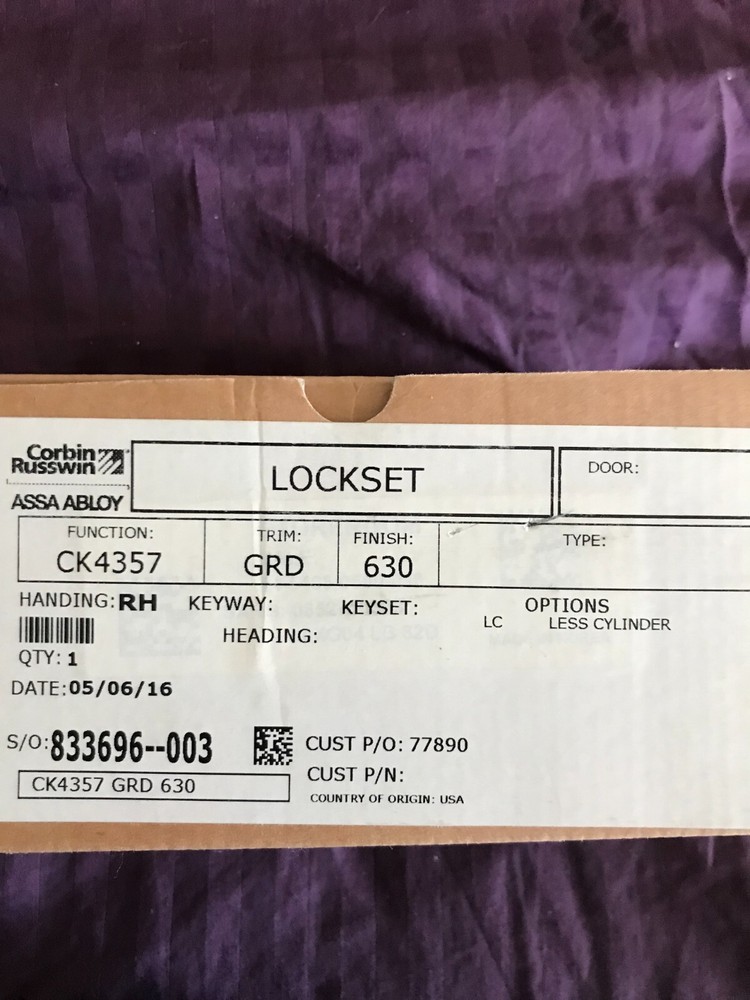 Corbin
Russwin
ASSA ABLOY
LOCKSET
DOOR:
FUNCTION:
CK4357
TRIM:
GRD
FINISH:
630
TYPE:
HANDING: RH
KEYWAY:
KEYSET:
HEADING:
OPTIONS
LC LESS CYLINDER
QTY: 1
DATE: 05/06/16
S/O: 833696--003
CK4357 GRD 630
CUST P/O: 77890
CUST P/N:
COUNTRY OF ORIGIN: USA